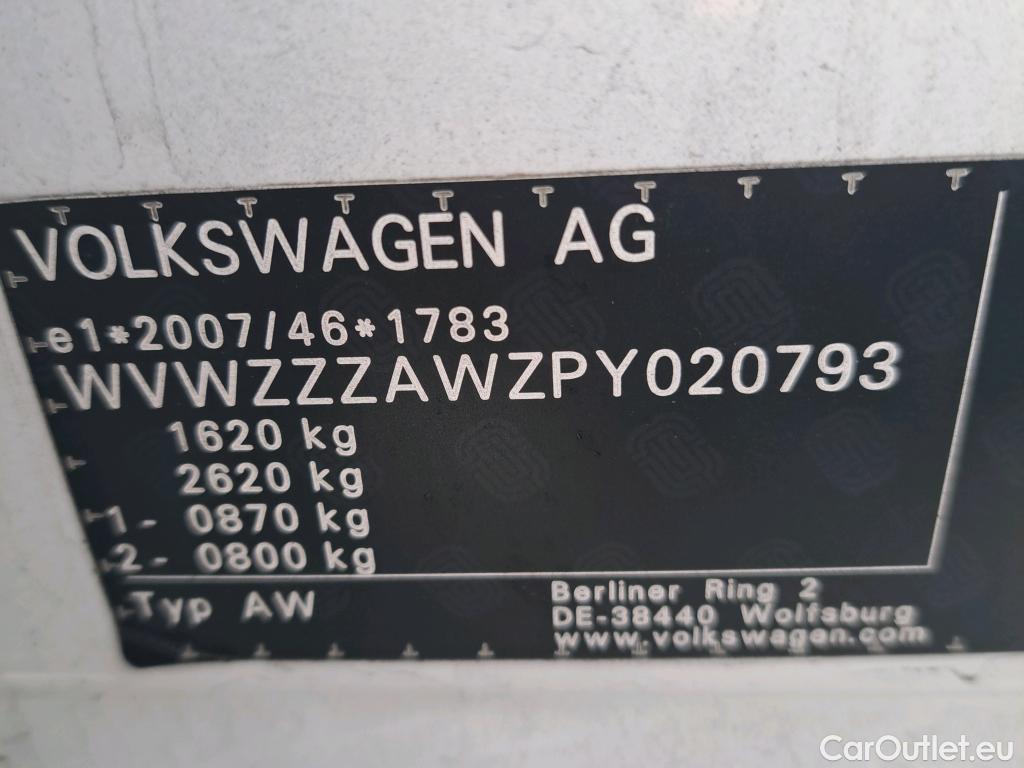 VOLKSWAGEN AG
e1*2007/46*1783
WVWZZZAWZPY020793
1620 kg
2620 kg
1- 0870 kg
2- 0800 kg
Typ AW
Berliner Ring 2
DE-38440 Wolfsburg
www.volkswagen.com
CarOutlet.eu